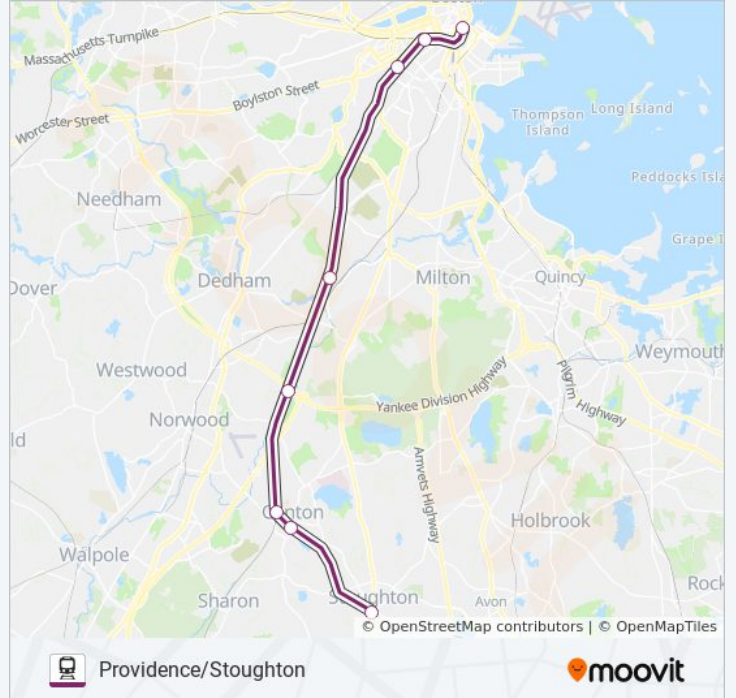 Massachusetts Turnpike
Boylston Street
Worcester Street
Thompson
Island
Long Island
Needham
Peddocks Isla
Grape I
Dover
Dedham
Milton
Quincy
Westwood
Weymouth
Norwood
Yankee Division Highway
Pilgrim Highway
ld
Amvets Highway
Canton
Holbrook
Walpole
Sharon
Stoughton
Avon
Rock
© OpenStreetMap contributors | © OpenMapTiles
Providence/Stoughton
moovit